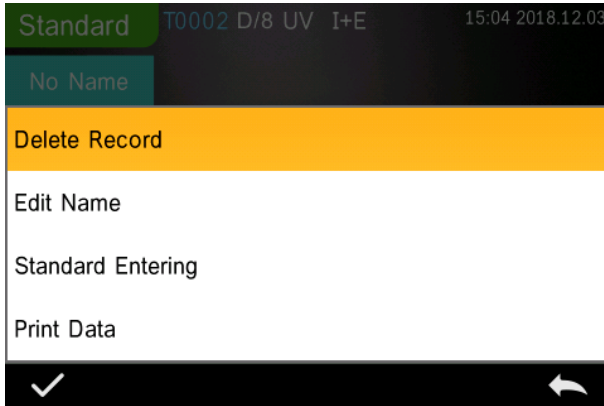 Standard T0002 D/8 UV I+E 15:04 2018.12.03
No Name
Delete Record
Edit Name
Standard Entering
Print Data